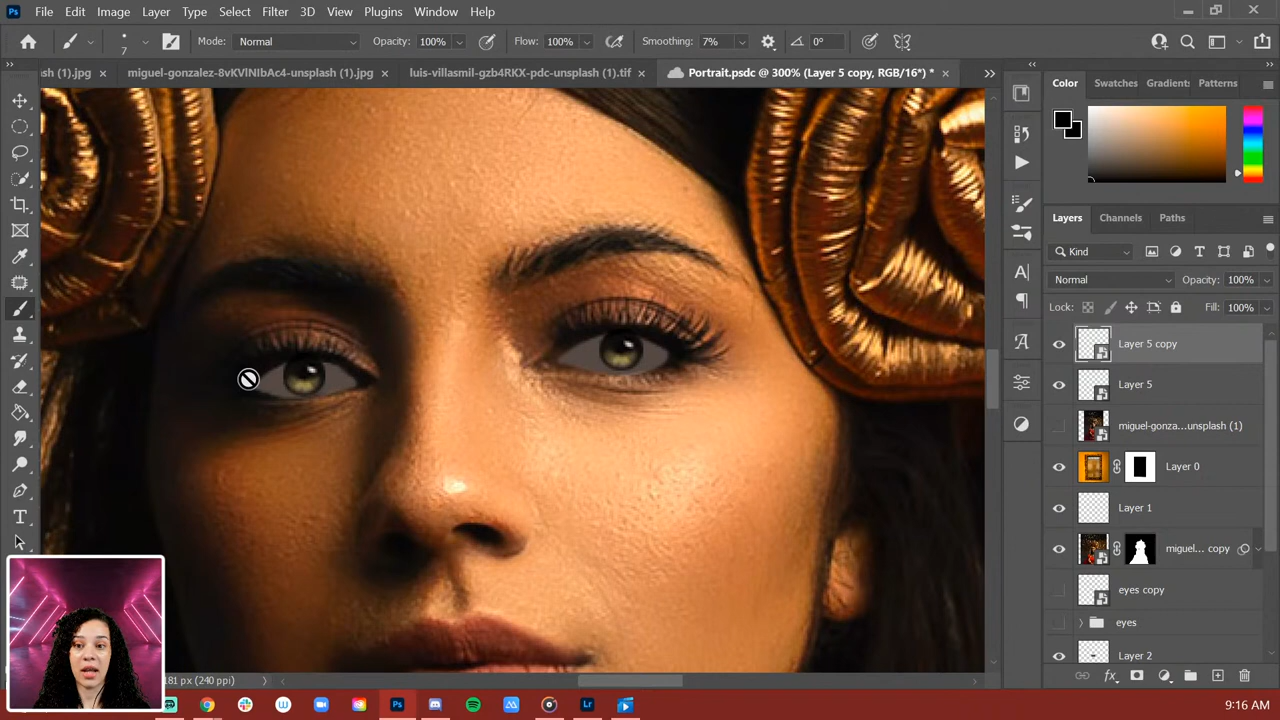 Ps File Edit Image Layer Type Select Filter 3D View Plugins Window Help
7 Mode: Normal Opacity: 100% Flow: 100% Smoothing: 7% 0°
sh (1).jpg × miguel-gonzalez-8vKVlNIbAc4-unsplash (1).jpg × luis-villasmil-gzb4RKX-pdc-unsplash (1).tif × Portrait.psdc @ 300% (Layer 5 copy, RGB/16*) * ×
Color Swatches Gradient: Patterns
Layers Channels Paths
Kind
Normal Opacity: 100%
Lock: Fill: 100%
Layer 5 copy
Layer 5
miguel-gonza...unsplash (1)
Layer 0
Layer 1
miguel... copy
eyes copy
eyes
Layer 2
181 px (240 ppi)
fx
9:16 AM